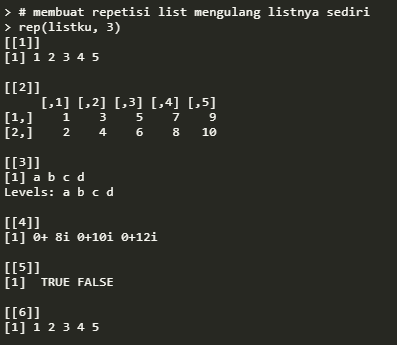 > # membuat repetisi list mengulang listnya sediri
> rep(listku, 3)
[[1]]
[1] 1 2 3 4 5
[[2]]
     [,1] [,2] [,3] [,4] [,5]
[1,]    1    3    5    7    9
[2,]    2    4    6    8   10
[[3]]
[1] a b c d
Levels: a b c d
[[4]]
[1] 0+ 8i 0+10i 0+12i
[[5]]
[1]  TRUE FALSE
[[6]]
[1] 1 2 3 4 5